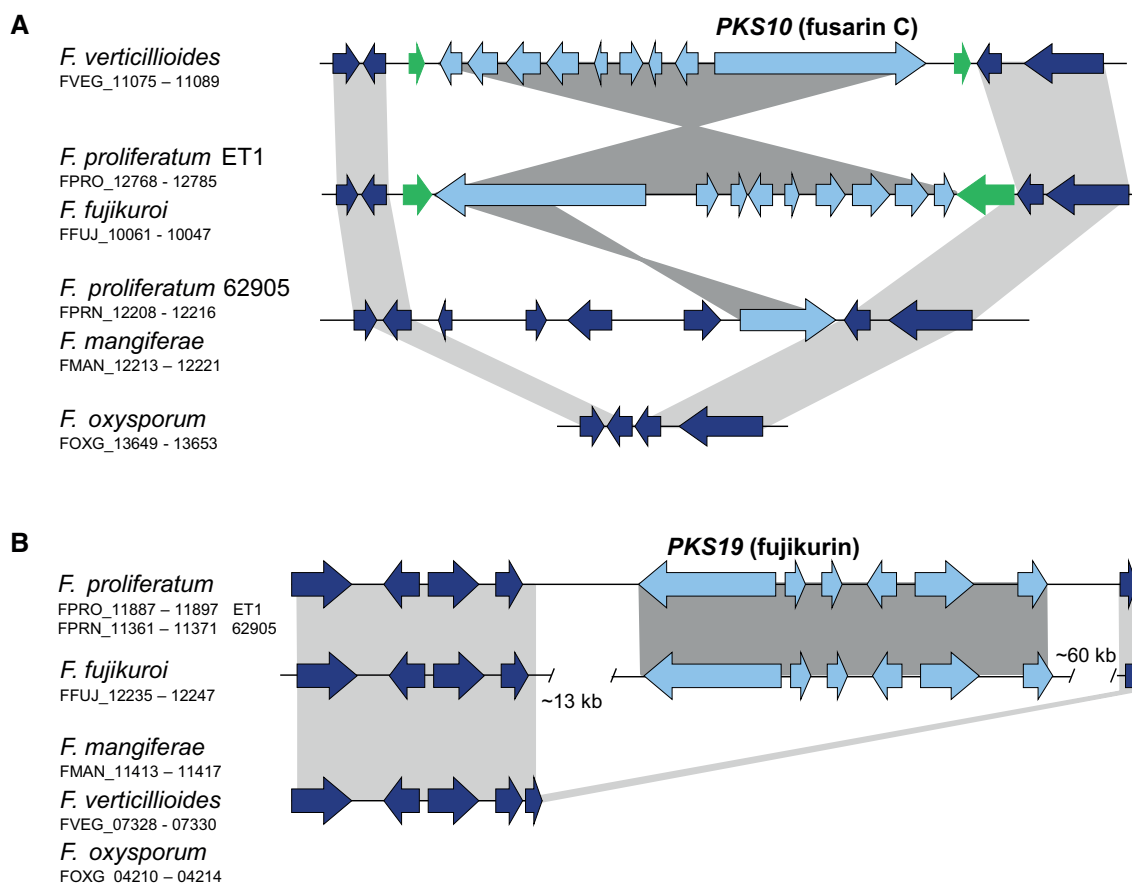 A
PKS10 (fusarin C)
F. verticillioides
FVEG_11075 – 11089
F. proliferatum ET1
FPRO_12768 - 12785
F. fujikuroi
FFUJ_10061 - 10047
F. proliferatum 62905
FPRN_12208 - 12216
F. mangiferae
FMAN_12213 – 12221
F. oxysporum
FOXG_13649 - 13653
B
PKS19 (fujikurin)
F. proliferatum
FPRO_11887 – 11897 ET1
FPRN_11361 – 11371 62905
F. fujikuroi
FFUJ_12235 – 12247
~13 kb
~60 kb
F. mangiferae
FMAN_11413 – 11417
F. verticillioides
FVEG_07328 - 07330
F. oxysporum
FOXG_04210 – 04214